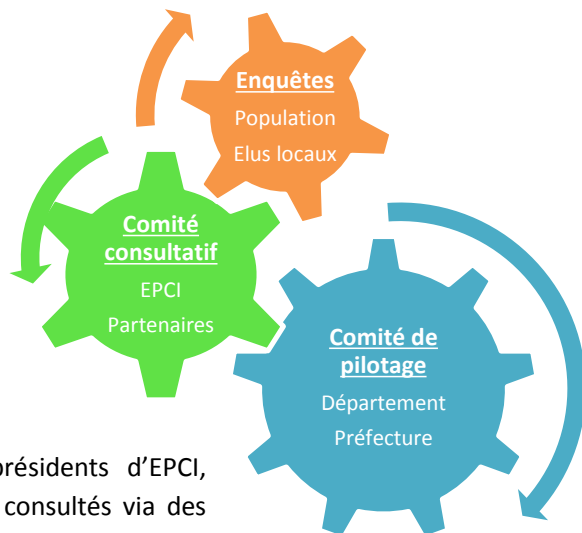 Enquêtes
Population
Elus locaux
Comité
consultatif
EPCI
Partenaires
Comité de
pilotage
Département
Préfecture
présidents d’EPCI,
consultés via des